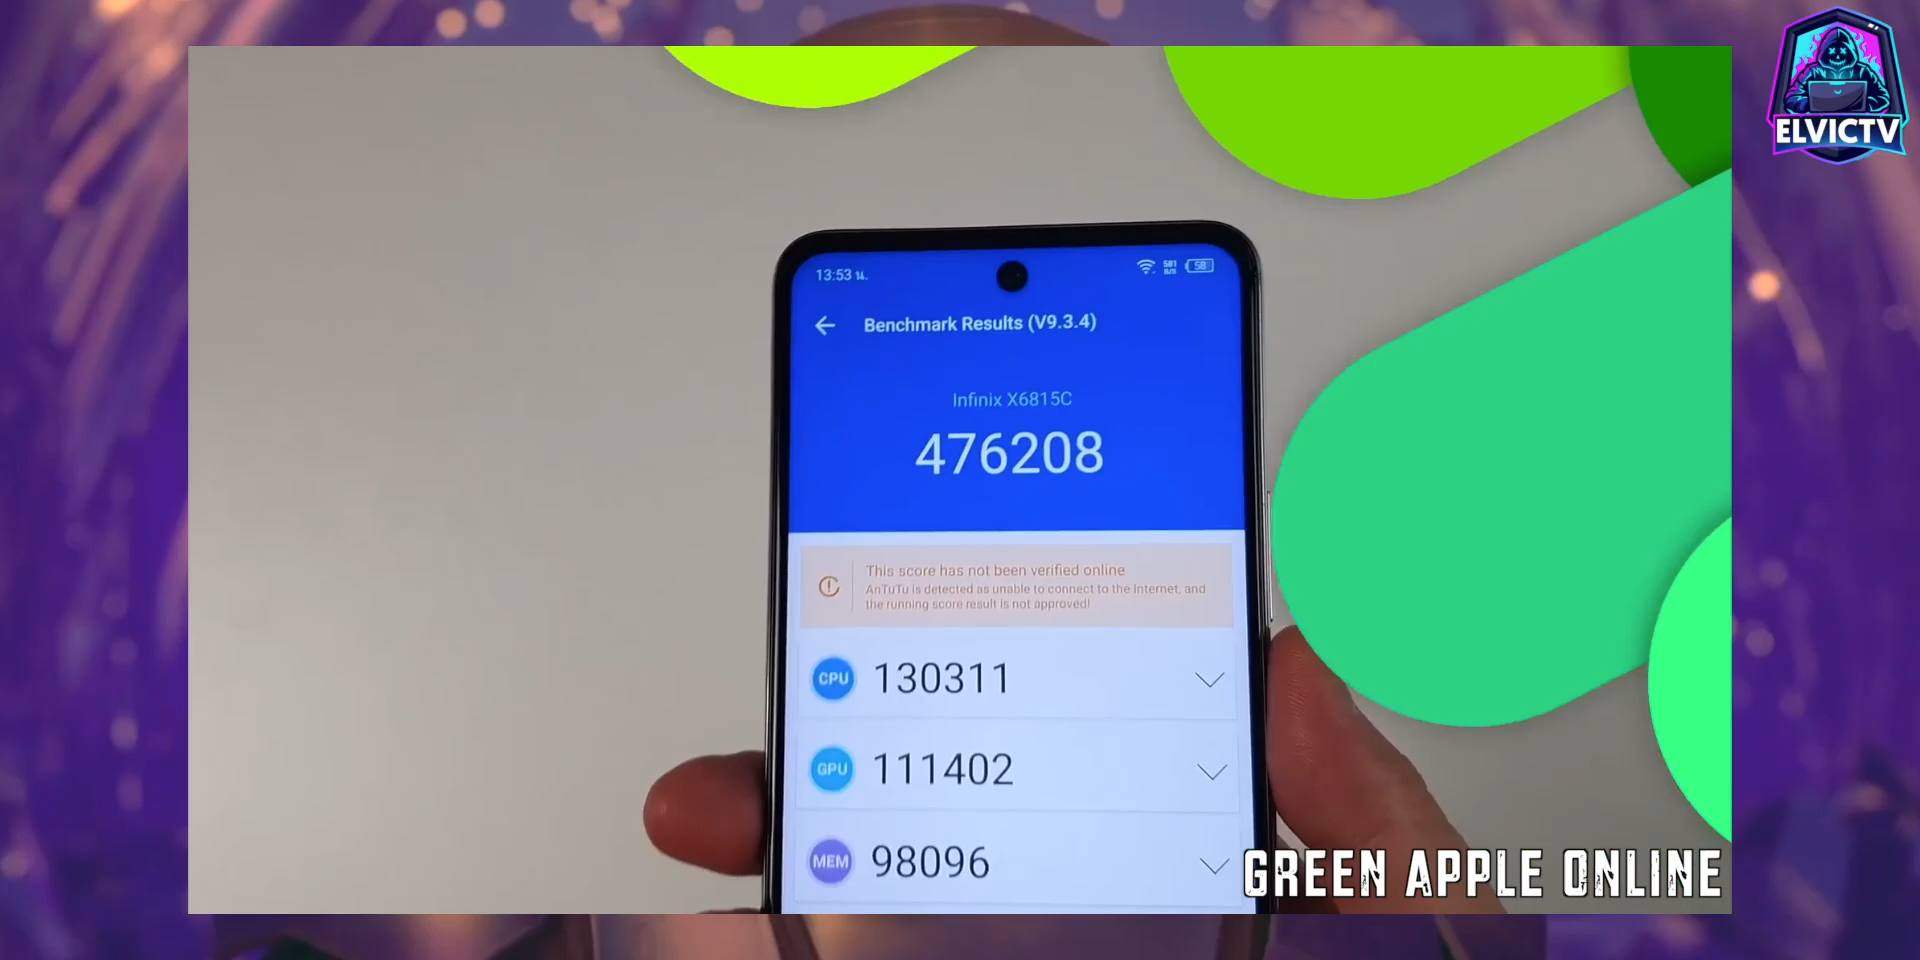 ELVICTV
13:53 น.
581
B/S
58
Benchmark Results (V9.3.4)
Infinix X6815C
476208
This score has not been verified online
AnTuTu is detected as unable to connect to the Internet, and
the running score result is not approved!
CPU 130311
GPU 111402
MEM 98096
GREEN APPLE ONLINE